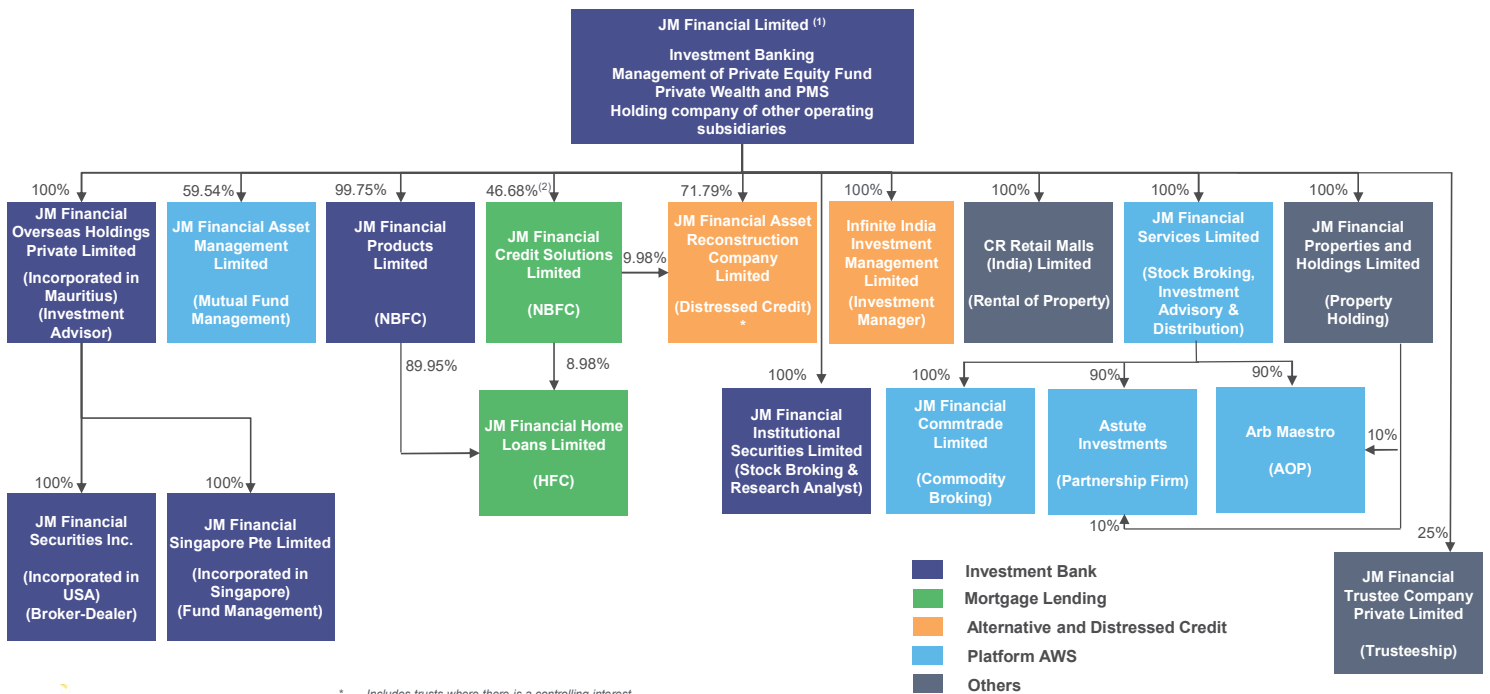 JM Financial Limited (1)
Investment Banking
Management of Private Equity Fund
Private Wealth and PMS
Holding company of other operating
subsidiaries
100%
59.54%
99.75%
46.68%(2)
71.79%
100%
100%
100%
100%
JM Financial
Overseas Holdings
Private Limited
(Incorporated in
Mauritius)
(Investment
Advisor)
JM Financial Asset
Management
Limited
(Mutual Fund
Management)
JM Financial
Products
Limited
(NBFC)
JM Financial
Credit Solutions
Limited
(NBFC)
9.98%
JM Financial Asset
Reconstruction
Company
Limited
(Distressed Credit)
*
Infinite India
Investment
Management
Limited
(Investment
Manager)
CR Retail Malls
(India) Limited
(Rental of Property)
JM Financial
Services Limited
(Stock Broking,
Investment
Advisory &
Distribution)
JM Financial
Properties and
Holdings Limited
(Property
Holding)
89.95%
8.98%
100%
100%
90%
90%
JM Financial Home
Loans Limited
(HFC)
JM Financial
Institutional
Securities Limited
(Stock Broking &
Research Analyst)
JM Financial
Commtrade
Limited
(Commodity
Broking)
Astute
Investments
(Partnership Firm)
Arb Maestro
(AOP)
10%
10%
25%
100%
100%
JM Financial
Securities Inc.
(Incorporated in
USA)
(Broker-Dealer)
JM Financial
Singapore Pte Limited
(Incorporated in
Singapore)
(Fund Management)
JM Financial
Trustee Company
Private Limited
(Trusteeship)
Investment Bank
Mortgage Lending
Alternative and Distressed Credit
Platform AWS
Others
* Includes trusts where there is a controlling interest